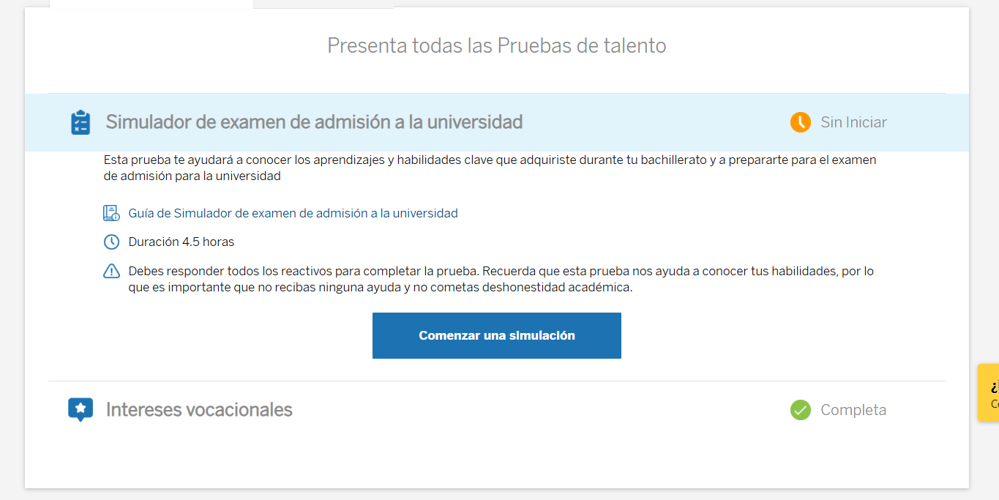 Presenta todas las Pruebas de talento
Simulador de examen de admisión a la universidad
Sin Iniciar
Esta prueba te ayudará a conocer los aprendizajes y habilidades clave que adquiriste durante tu bachillerato y a prepararte para el examen
de admisión para la universidad
Guía de Simulador de examen de admisión a la universidad
Duración 4.5 horas
Debes responder todos los reactivos para completar la prueba. Recuerda que esta prueba nos ayuda a conocer tus habilidades, por lo
que es importante que no recibas ninguna ayuda y no cometas deshonestidad académica.
Comenzar una simulación
Intereses vocacionales
Completa